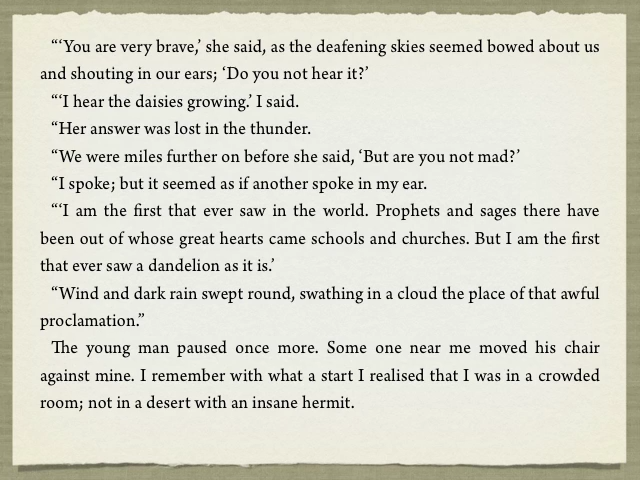 “‘You are very brave,’ she said, as the deafening skies seemed bowed about us
and shouting in our ears; ‘Do you not hear it?’
“‘I hear the daisies growing.’ I said.
“Her answer was lost in the thunder.
“We were miles further on before she said, ‘But are you not mad?’
“I spoke; but it seemed as if another spoke in my ear.
“‘I am the first that ever saw in the world. Prophets and sages there have
been out of whose great hearts came schools and churches. But I am the first
that ever saw a dandelion as it is.’
“Wind and dark rain swept round, swathing in a cloud the place of that awful
proclamation.”
The young man paused once more. Some one near me moved his chair
against mine. I remember with what a start I realised that I was in a crowded
room; not in a desert with an insane hermit.